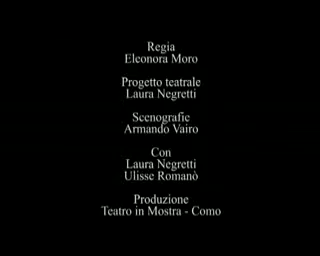 Regia
Eleonora Moro
Progetto teatrale
Laura Negretti
Scenografic
Armando Vairo
Con
Laura Negretti
Ulisse Romanò
Produzione
Teatro in Mostra - Como